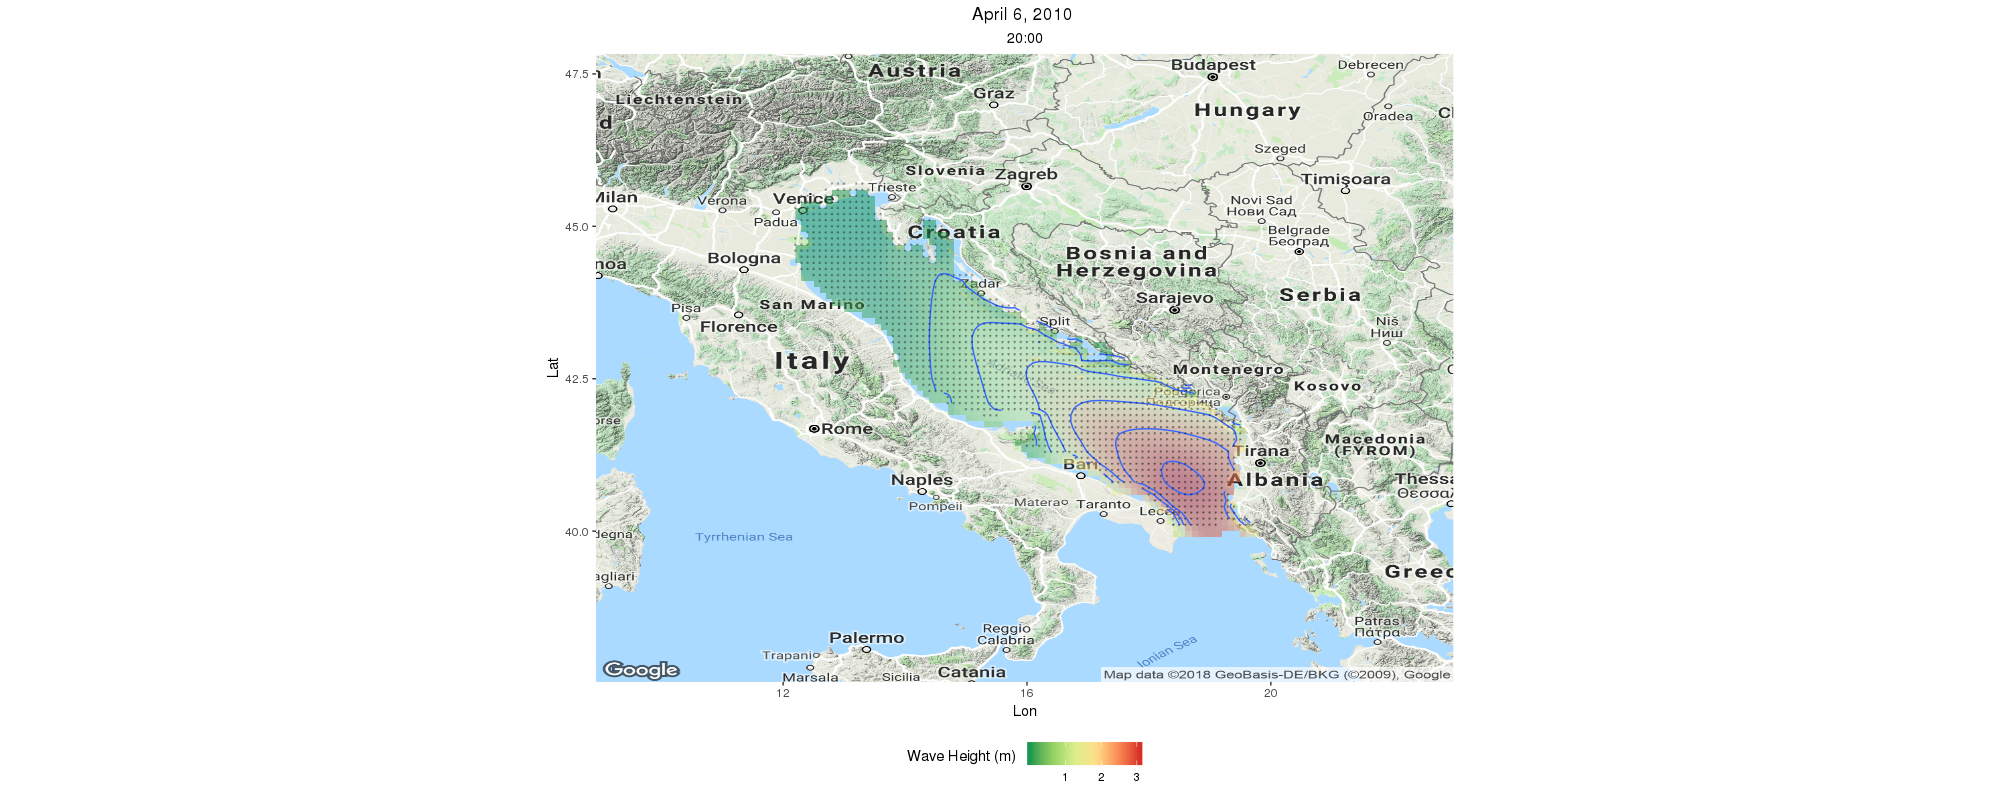 April 6, 2010
20:00
47.5
45.0
42.5
40.0
Lat
Austria
Budapest
Debrecen
Graz
Liechtenstein
Hungary
Oradea
Szeged
Slovenia
Zagreb
Timișoara
Trieste
Milan
Verona
Venice
Padua
Novi Sad
Нови Сад
Croatia
Belgrade
Београд
Bologna
Bosnia and
Herzegovina
Zadar
Sarajevo
Serbia
San Marino
Pisa
Florence
Split
Niš
Ниш
Italy
Montenegro
Kosovo
Podgorica
Подгорица
Rome
Macedonia
(FYROM)
Tirana
Bari
Albania
Naples
Pompeii
Matera
Taranto
Lecce
Tyrrhenian Sea
Greec
Patras
Πάτρα
Reggio
Calabria
Palermo
Ionian Sea
Trapani
Marsala
Sicilia
Catania
Google
Map data ©2018 GeoBasis-DE/BKG (©2009), Google
12
16
20
Lon
Wave Height (m)
1
2
3